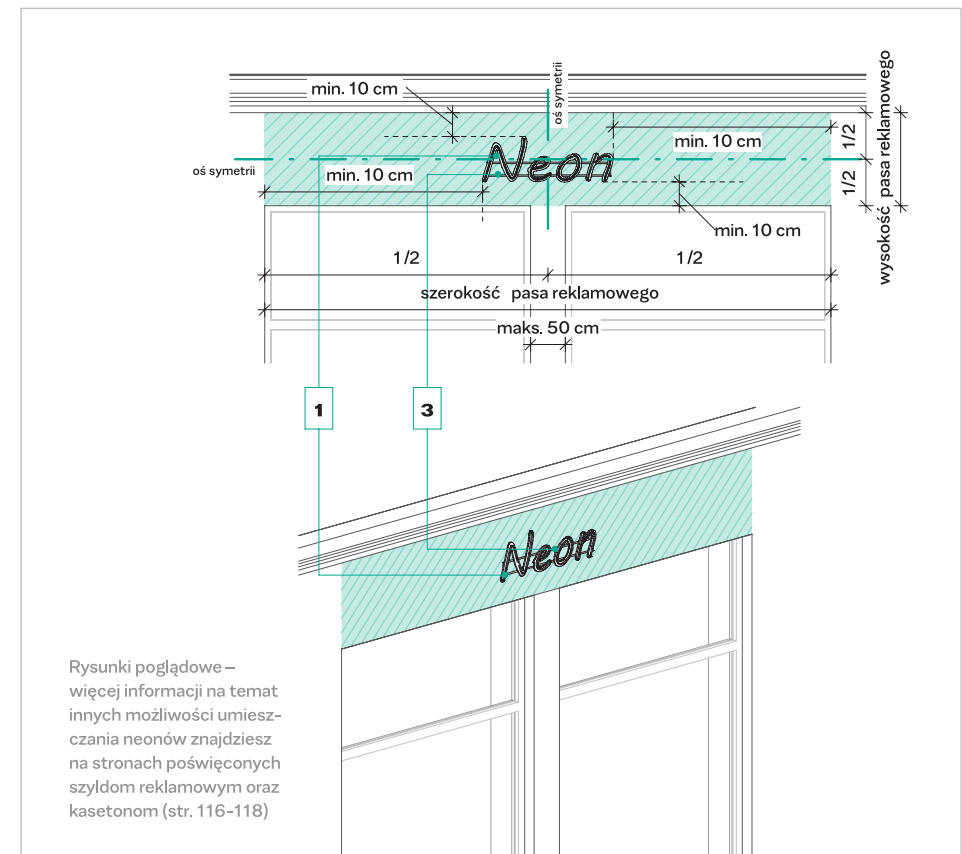 min. 10 cm
oś symetrii
wysokość pasa reklamowego
1/2
min. 10 cm
Neon
oś symetrii
min. 10 cm
1/2
min. 10 cm
1/2
1/2
szerokość pasa reklamowego
maks. 50 cm
1
3
Neon
Rysunki poglądowe –
więcej informacji na temat
innych możliwości umiesz-
czania neonów znajdziesz
na stronach poświęconych
szyldom reklamowym oraz
kasetonom (str. 116-118)